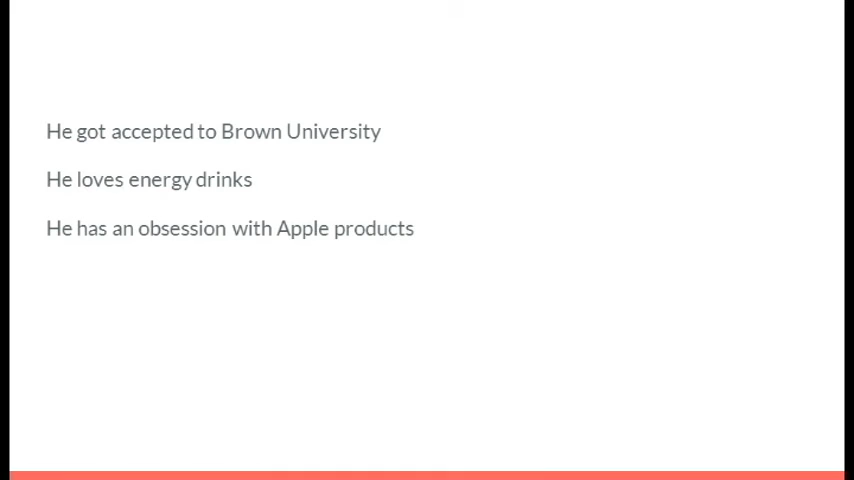 He got accepted to Brown University
He loves energy drinks
He has an obsession with Apple products